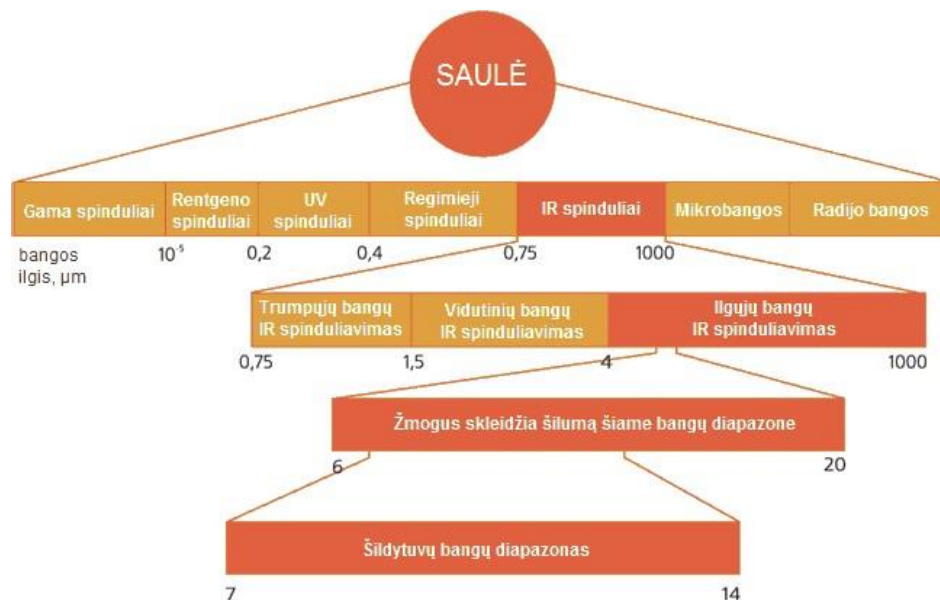 SAULĖ
Gama spinduliai
Rentgeno
spinduliai
UV
spinduliai
Regimieji
spinduliai
IR spinduliai
Mikrobangos
Radijo bangos
bangos
ilgis, µm
10⁻⁵
0,2
0,4
0,75
1000
Trumpųjų bangų
IR spinduliavimas
Vidutinių bangų
IR spinduliavimas
Ilgųjų bangų
IR spinduliavimas
0,75
1,5
4
1000
Žmogus skleidžia šilumą šiame bangų diapazone
6
20
Šildytuvų bangų diapazonas
7
14